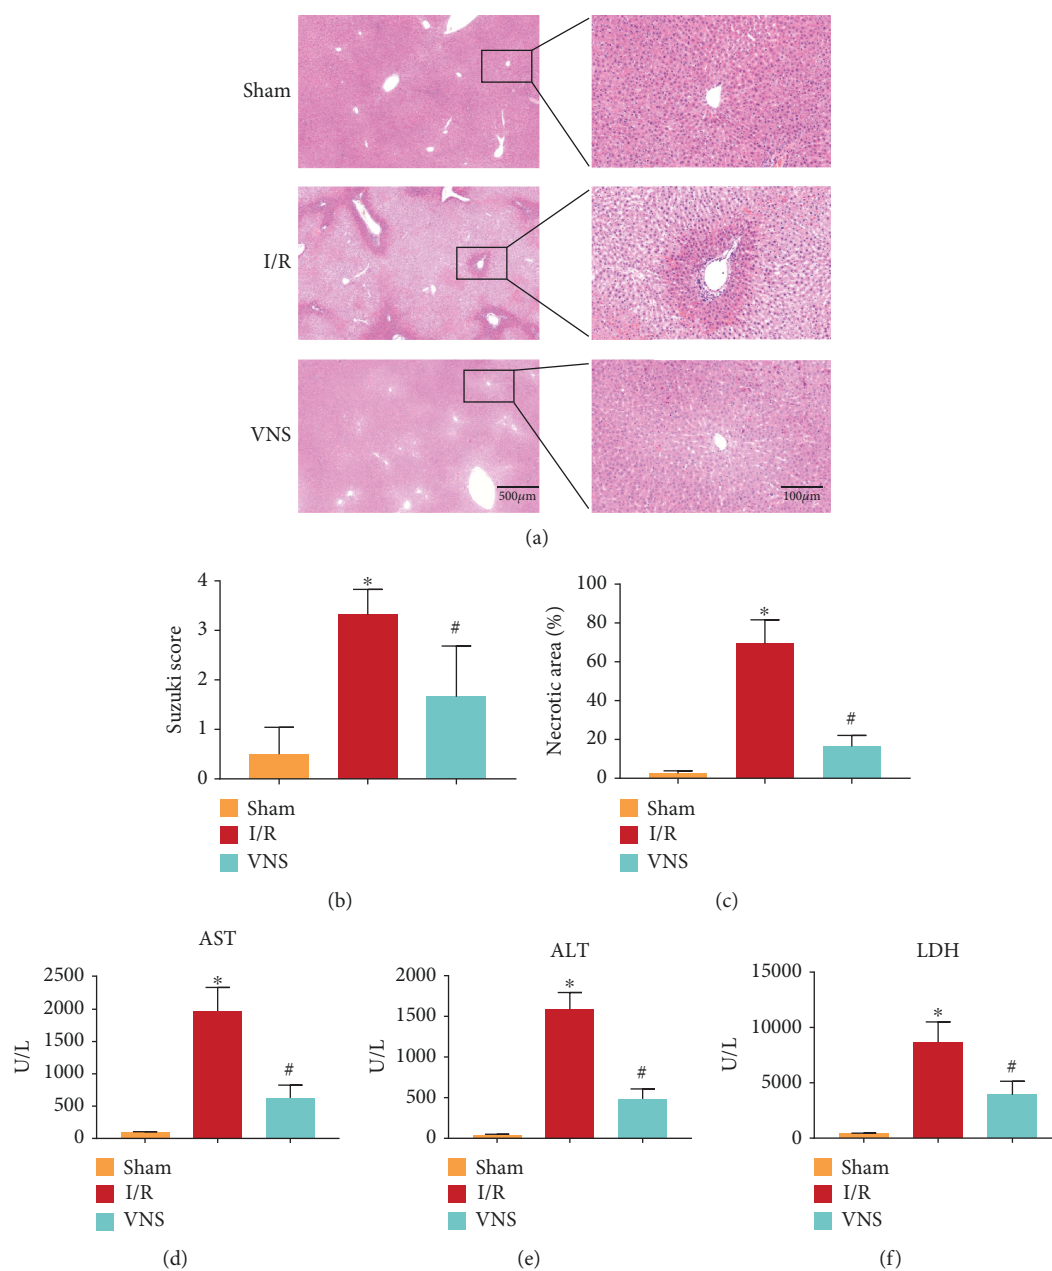 Sham
I/R
VNS
500μm
100μm
(a)
Suzuki score
4
3
2
1
0
*
#
Sham
I/R
VNS
(b)
Necrotic area (%)
100
80
60
40
20
0
*
#
Sham
I/R
VNS
(c)
AST
U/L
2500
2000
1500
1000
500
0
*
#
Sham
I/R
VNS
(d)
ALT
U/L
2000
1500
1000
500
0
*
#
Sham
I/R
VNS
(e)
LDH
U/L
15000
10000
5000
0
*
#
Sham
I/R
VNS
(f)